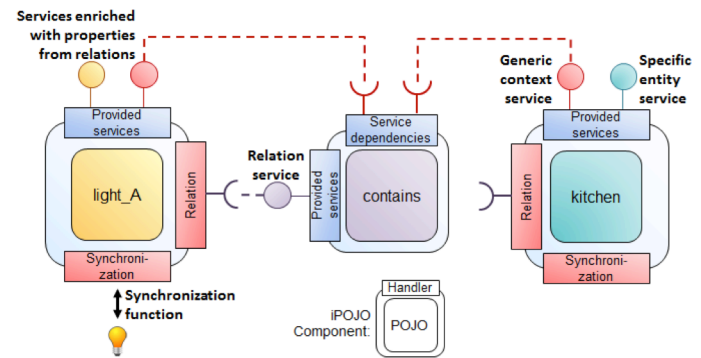 Services enriched
with properties
from relations
Generic
context
service
Specific
entity
service
Provided
services
Service
dependencies
Provided
services
light_A
Relation
Synchroni-
zation
Relation
service
Provided
services
contains
Relation
kitchen
Synchroni-
zation
Synchronization
function
iPOJO
Component:
Handler
POJO